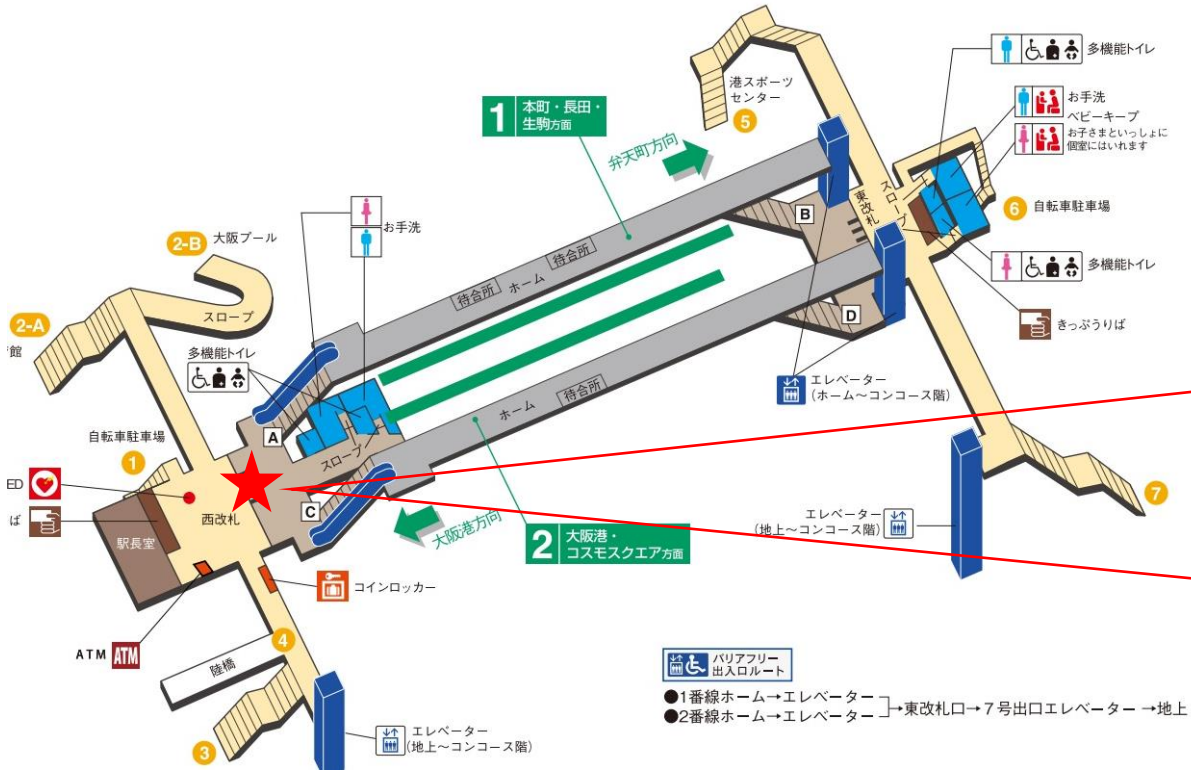 多機能トイレ
港スポーツ
センター
5
お手洗
ベビーキープ
お子さまといっしょに
個室にはいれます
1
本町・長田・
生駒方面
弁天町方向
スロープ
東改札
B
6
自転車駐車場
お手洗
2-B
大阪プール
待合所
ホーム
待合所
多機能トイレ
きっぷうりば
スロープ
D
2-A
館
多機能トイレ
エレベーター
(ホーム〜コンコース階)
ホーム
待合所
A
スロープ
自転車駐車場
1
ED
ば
西改札
駅長室
C
大阪港方向
2
大阪港・
コスモスクエア方面
エレベーター
(地上〜コンコース階)
7
コインロッカー
ATM
ATM
4
陸橋
3
エレベーター
(地上〜コンコース階)
バリアフリー
出入口ルート
●1番線ホーム→エレベーター
●2番線ホーム→エレベーター
→東改札口→7号出口エレベーター→地上